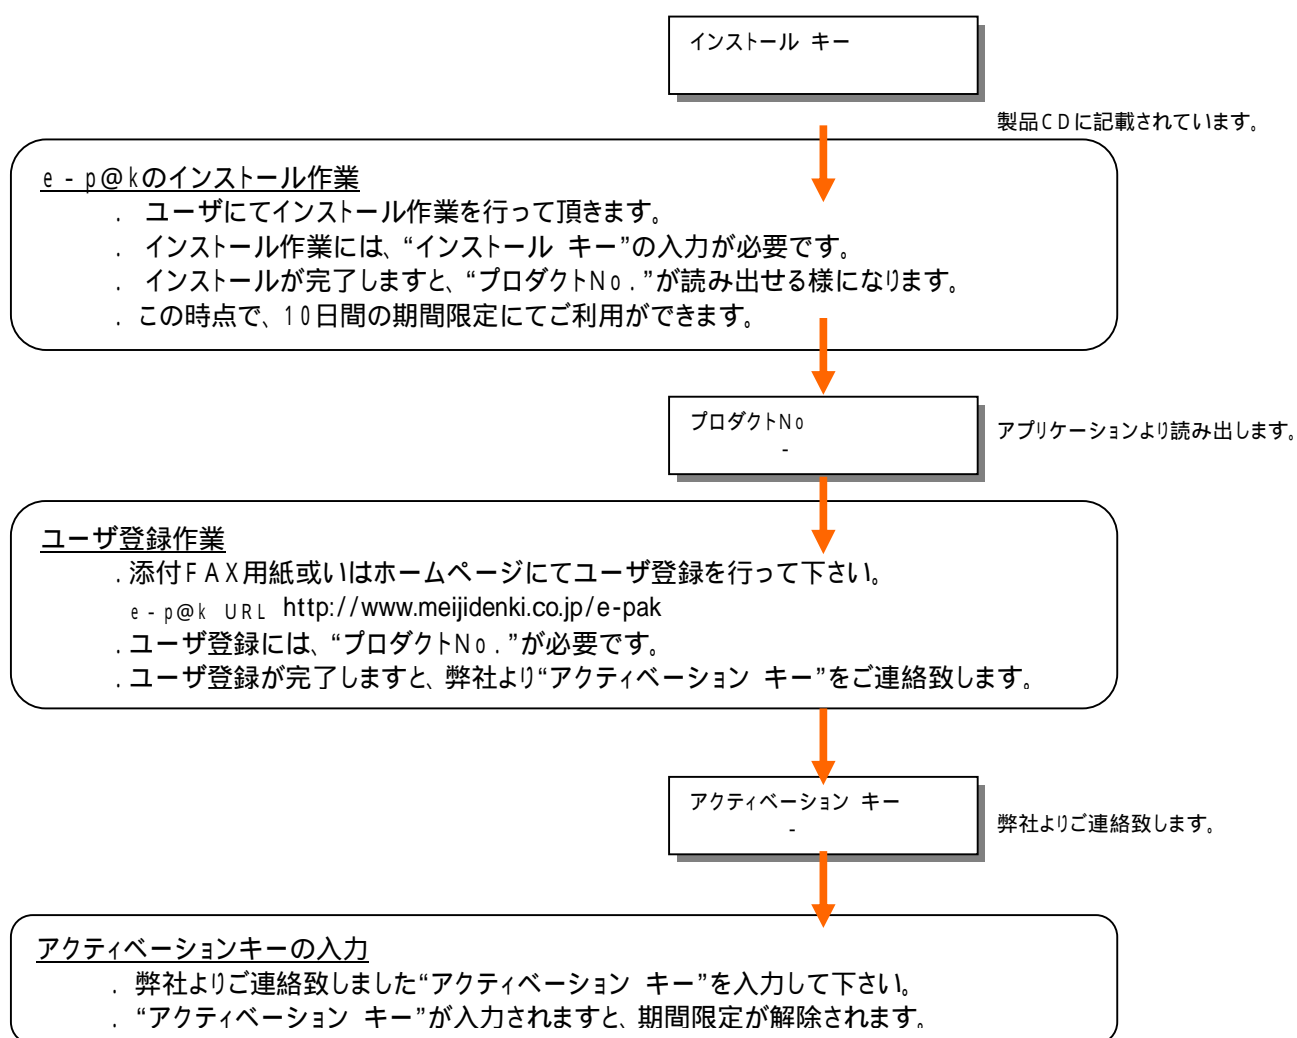 インストール キー
製品CDに記載されています。
e-p@kのインストール作業
. ユーザにてインストール作業を行って頂きます。
. インストール作業には、“インストール キー”の入力が必要です。
. インストールが完了しますと、“プロダクトNo.”が読み出せる様になります。
. この時点で、10日間の期間限定にてご利用ができます。
プロダクトNo
-
アプリケーションより読み出します。
ユーザ登録作業
. 添付FAX用紙或いはホームページにてユーザ登録を行って下さい。
e-p@k URL http://www.meijidenki.co.jp/e-pak
. ユーザ登録には、“プロダクトNo.”が必要です。
. ユーザ登録が完了しますと、弊社より“アクティベーション キー”をご連絡致します。
アクティベーション キー
-
弊社よりご連絡致します。
アクティベーションキーの入力
. 弊社よりご連絡致しました“アクティベーション キー”を入力して下さい。
. “アクティベーション キー”が入力されますと、期間限定が解除されます。